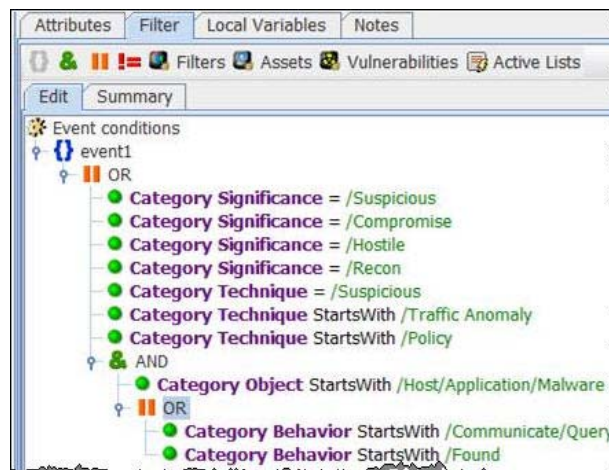 Attributes Filter Local Variables Notes
& != Filters Assets Vulnerabilities Active Lists
Edit Summary
Event conditions
{} event1
OR
Category Significance = /Suspicious
Category Significance = /Compromise
Category Significance = /Hostile
Category Significance = /Recon
Category Technique = /Suspicious
Category Technique StartsWith /Traffic Anomaly
Category Technique StartsWith /Policy
& AND
Category Object StartsWith /Host/Application/Malware
OR
Category Behavior StartsWith /Communicate/Query
Category Behavior StartsWith /Found